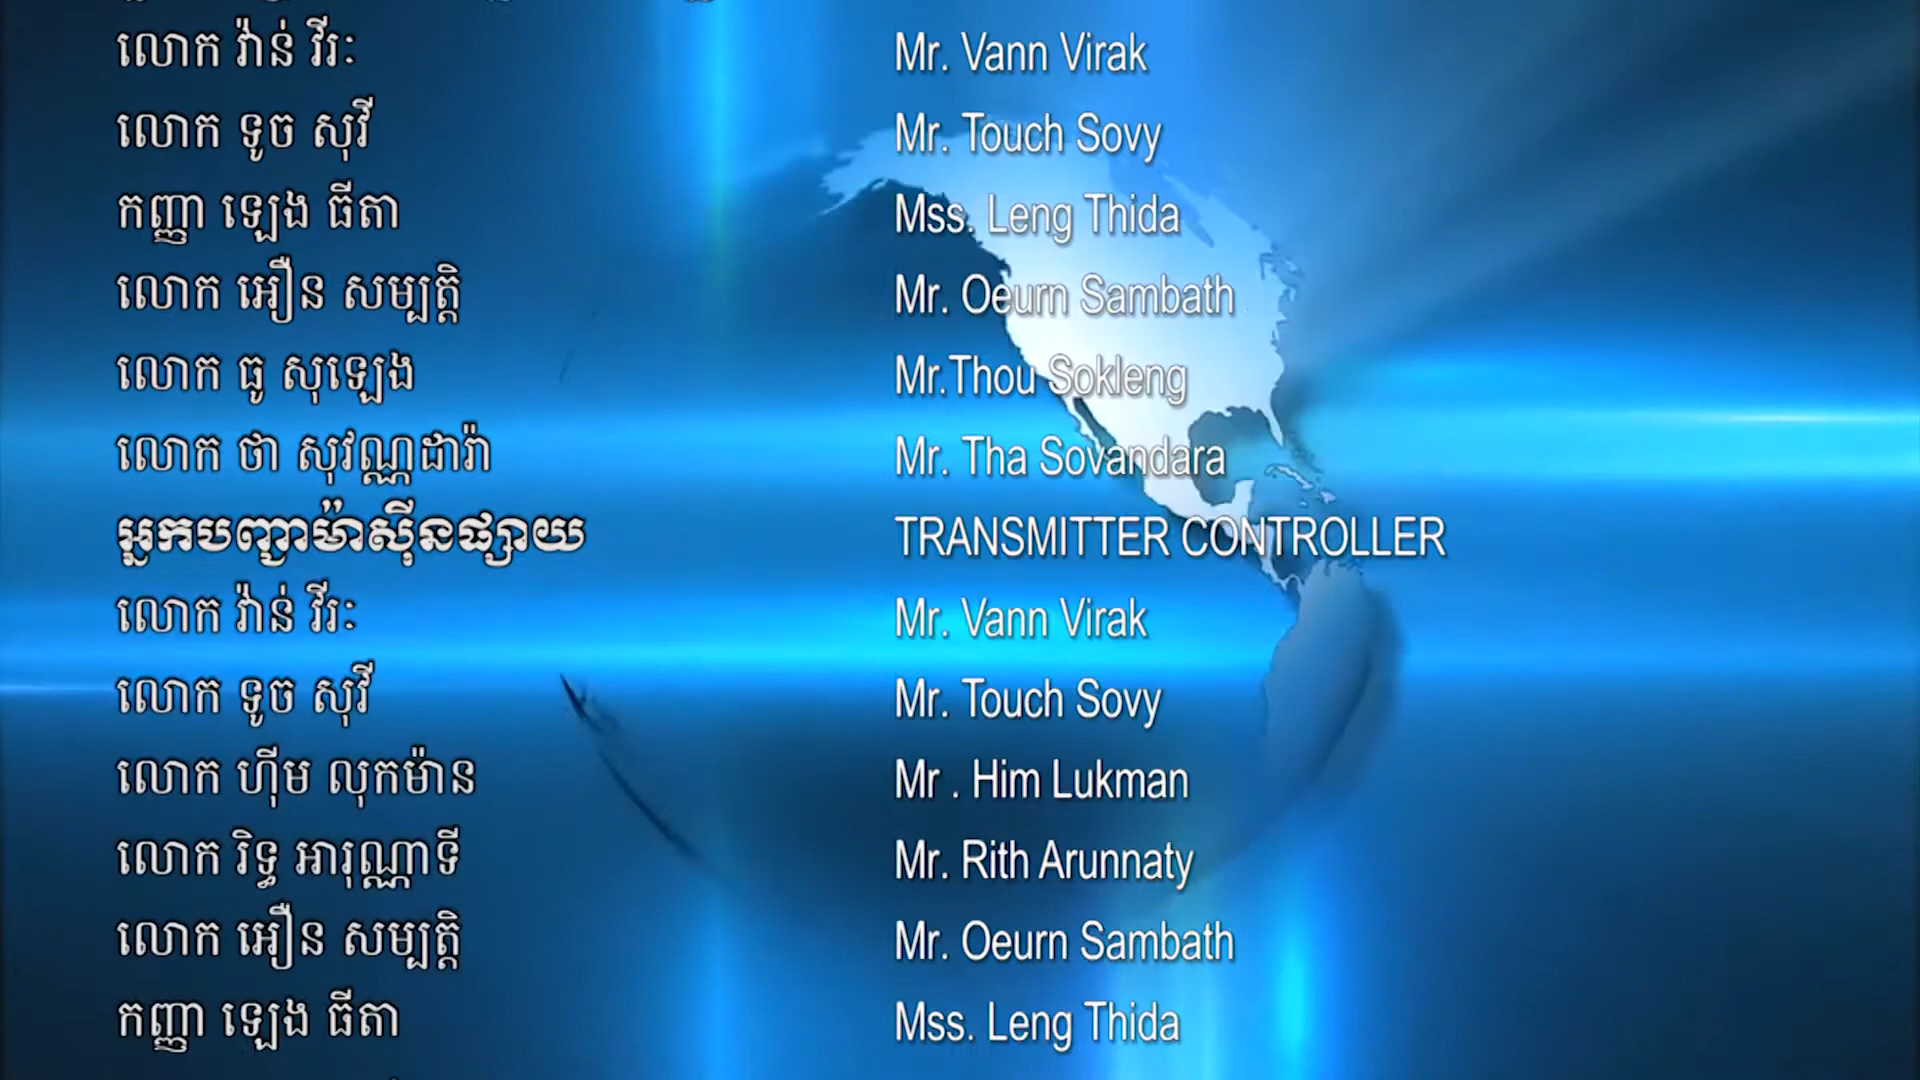 លោក វ៉ាន់ វីរៈ Mr. Vann Virak
លោក ទូច សុវី Mr. Touch Sovy
កញ្ញា ឡេង ធីតា Mss. Leng Thida
លោក អឿន សម្បត្តិ Mr. Oeurn Sambath
លោក ធូ សុឡេង Mr.Thou Sokleng
លោក ថា សុវណ្ណដារ៉ា Mr. Tha Sovandara
អ្នកបញ្ជាម៉ាស៊ីនផ្សាយ TRANSMITTER CONTROLLER
លោក វ៉ាន់ វីរៈ Mr. Vann Virak
លោក ទូច សុវី Mr. Touch Sovy
លោក ហ៊ីម លុកម៉ាន Mr . Him Lukman
លោក រិទ្ធ អារុណ្ណាទី Mr. Rith Arunnaty
លោក អឿន សម្បត្តិ Mr. Oeurn Sambath
កញ្ញា ឡេង ធីតា Mss. Leng Thida